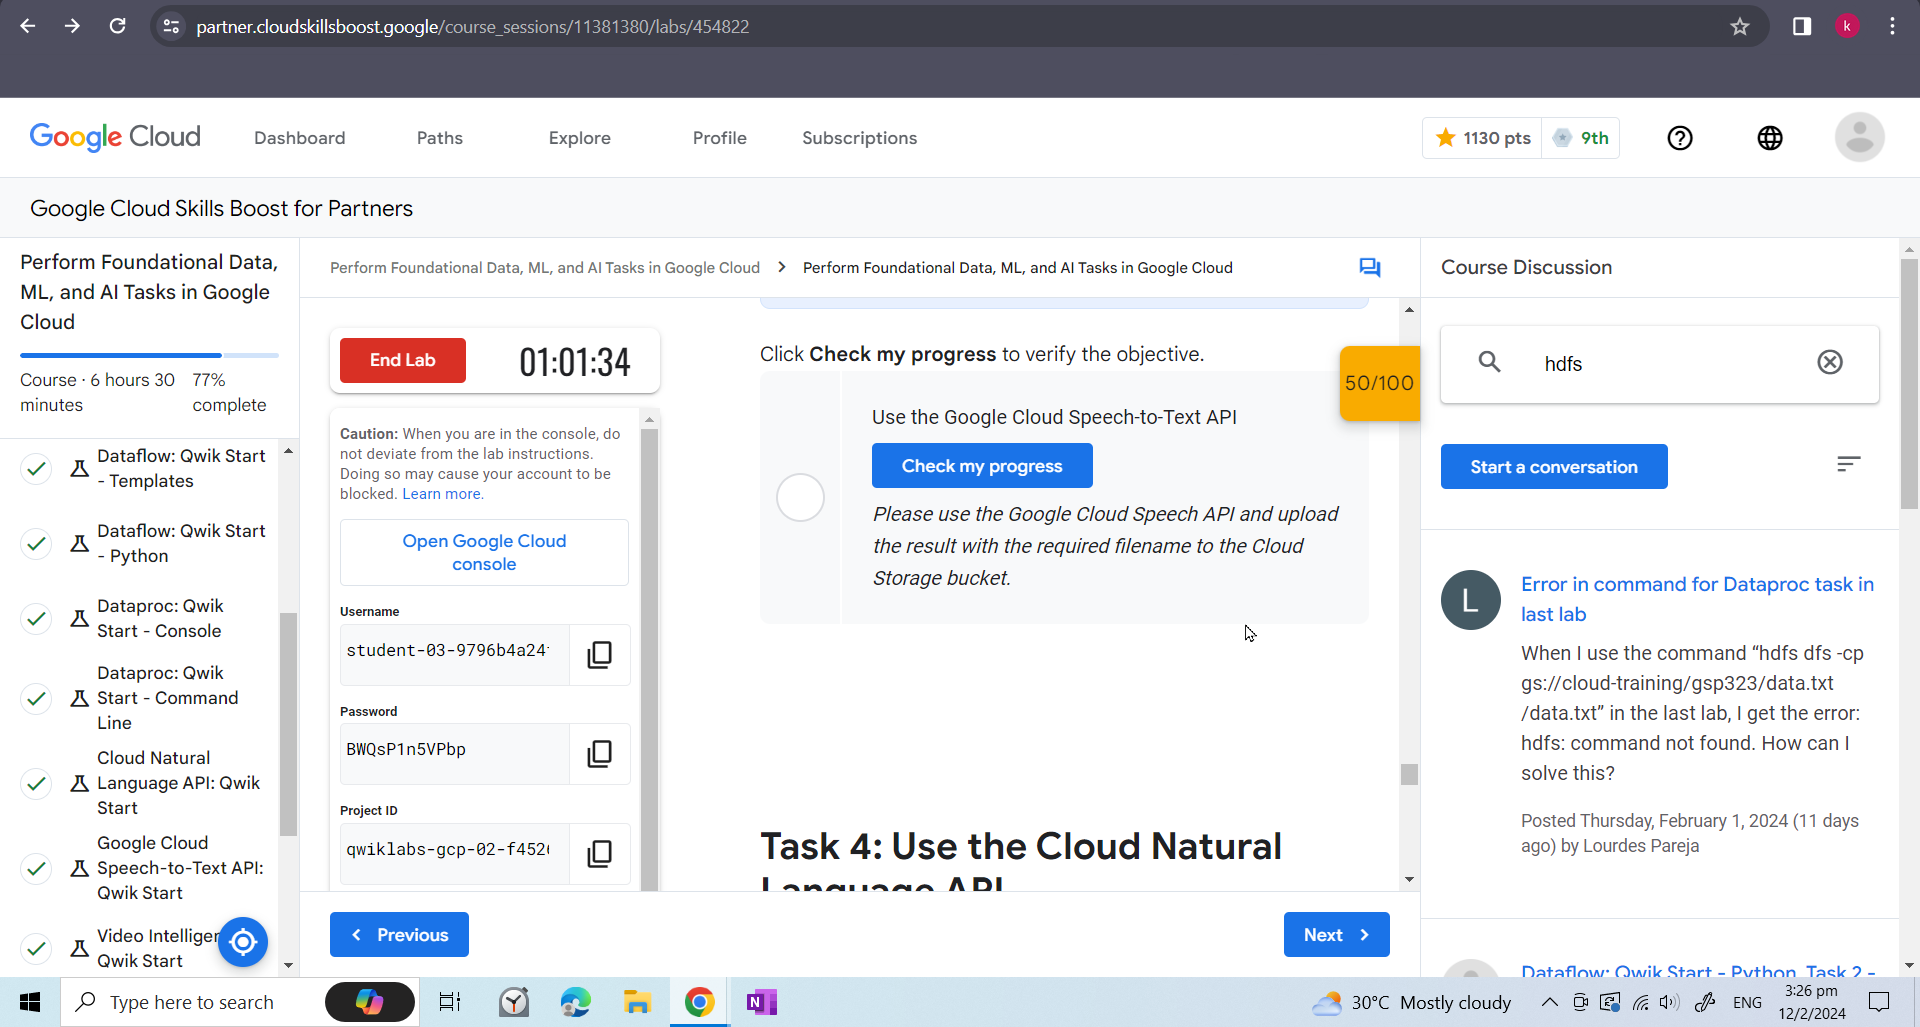 partner.cloudskillsboost.google/course_sessions/11381380/labs/454822
k
Google Cloud
Dashboard
Paths
Explore
Profile
Subscriptions
1130 pts
9th
Google Cloud Skills Boost for Partners
Perform Foundational Data,
ML, and AI Tasks in Google
Cloud
Course · 6 hours 30
minutes
77%
complete
Dataflow: Qwik Start
- Templates
Dataflow: Qwik Start
- Python
Dataproc: Qwik
Start - Console
Dataproc: Qwik
Start - Command
Line
Cloud Natural
Language API: Qwik
Start
Google Cloud
Speech-to-Text API:
Qwik Start
Video Intelliger
Qwik Start
Perform Foundational Data, ML, and AI Tasks in Google Cloud
Perform Foundational Data, ML, and AI Tasks in Google Cloud
End Lab
01:01:34
Caution: When you are in the console, do
not deviate from the lab instructions.
Doing so may cause your account to be
blocked. Learn more.
Open Google Cloud
console
Username
student-03-9796b4a24
Password
BWQsP1n5VPbp
Project ID
qwiklabs-gcp-02-f452
Click Check my progress to verify the objective.
50/100
Use the Google Cloud Speech-to-Text API
Check my progress
Please use the Google Cloud Speech API and upload
the result with the required filename to the Cloud
Storage bucket.
Task 4: Use the Cloud Natural
Language API
Previous
Next
Course Discussion
hdfs
Start a conversation
L
Error in command for Dataproc task in
last lab
When I use the command “hdfs dfs -cp
gs://cloud-training/gsp323/data.txt
/data.txt” in the last lab, I get the error:
hdfs: command not found. How can I
solve this?
Posted Thursday, February 1, 2024 (11 days
ago) by Lourdes Pareja
Dataflow: Qwik Start - Python, Task 2 -
Type here to search
N
30°C Mostly cloudy
ENG
3:26 pm
12/2/2024